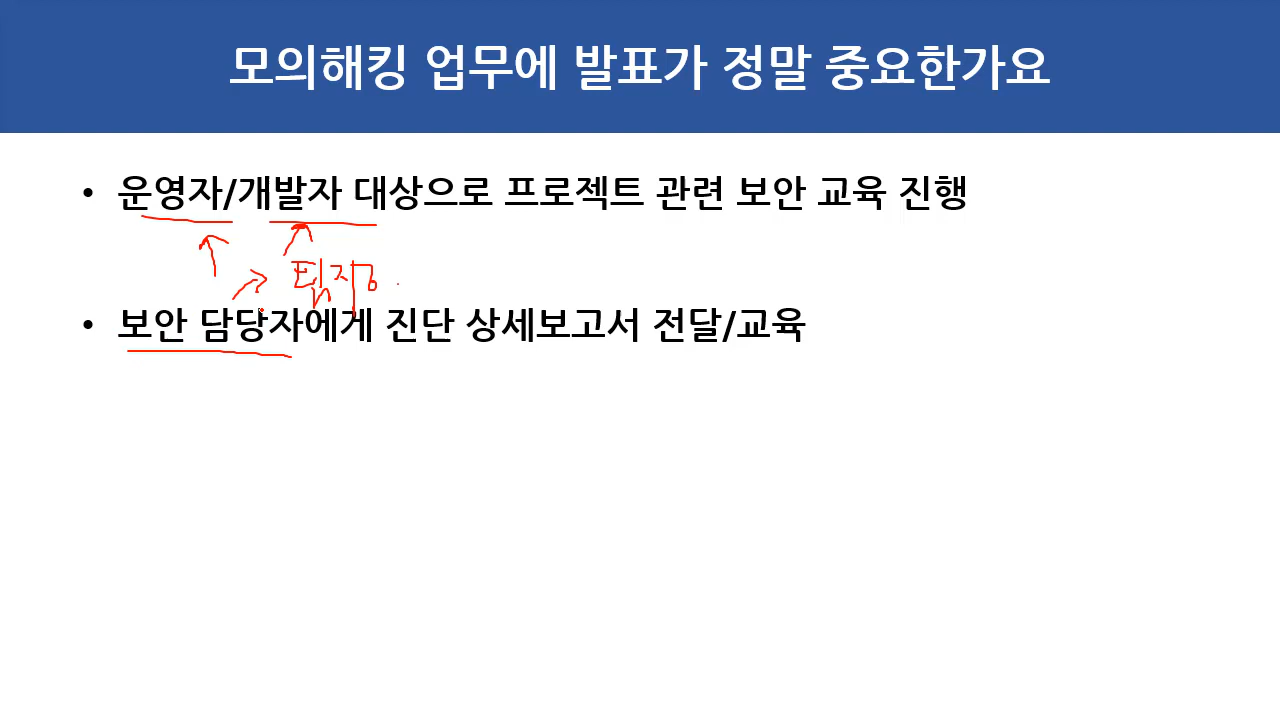 모의해킹 업무에 발표가 정말 중요한가요
• 운영자/개발자 대상으로 프로젝트 관련 보안 교육 진행
팀장
• 보안 담당자에게 진단 상세보고서 전달/교육